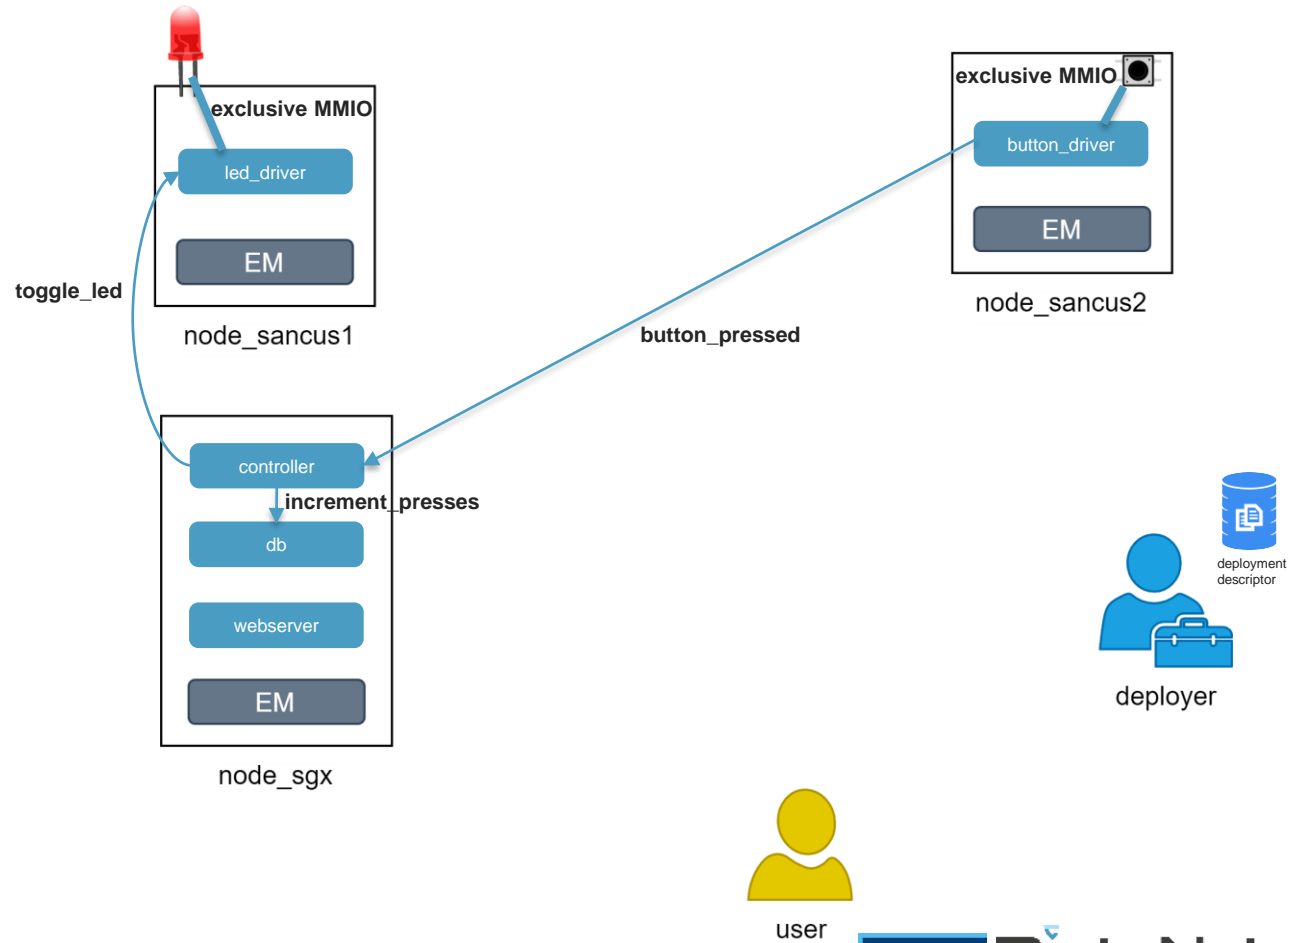 exclusive MMIO
led_driver
EM
toggle_led
node_sancus1
exclusive MMIO
button_driver
EM
node_sancus2
button_pressed
controller
increment_presses
db
webserver
EM
node_sgx
deployment
descriptor
deployer
user